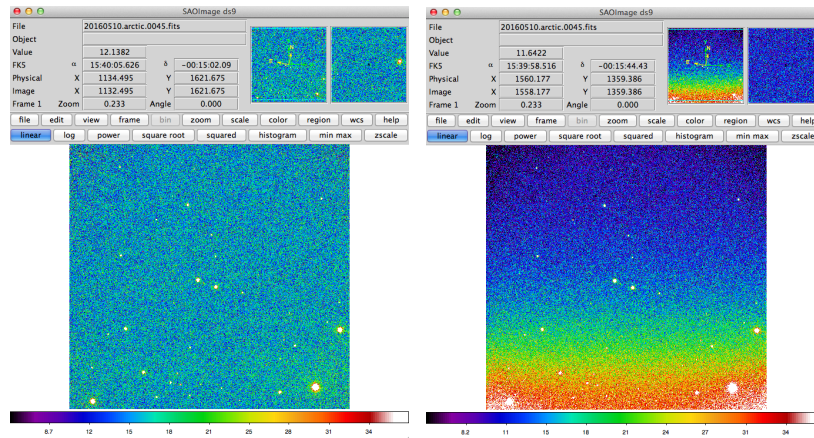 SAOImage ds9
File 20160510.arctic.0045.fits
Object
Value 12.1382
FK5 α 15:40:05.626 δ -00:15:02.09
Physical X 1134.495 Y 1621.675
Image X 1132.495 Y 1621.675
Frame 1 Zoom 0.233 Angle 0.000
file edit view frame bin zoom scale color region wcs help
linear log power square root squared histogram min max zscale
8.7 12 15 18 21 24 28 31 34
SAOImage ds9
File 20160510.arctic.0045.fits
Object
Value 11.6422
FK5 α 15:39:58.516 δ -00:15:44.43
Physical X 1560.177 Y 1359.386
Image X 1558.177 Y 1359.386
Frame 1 Zoom 0.233 Angle 0.000
file edit view frame bin zoom scale color region wcs help
linear log power square root squared histogram min max zscale
8.2 15 18 21 24 27 31 34